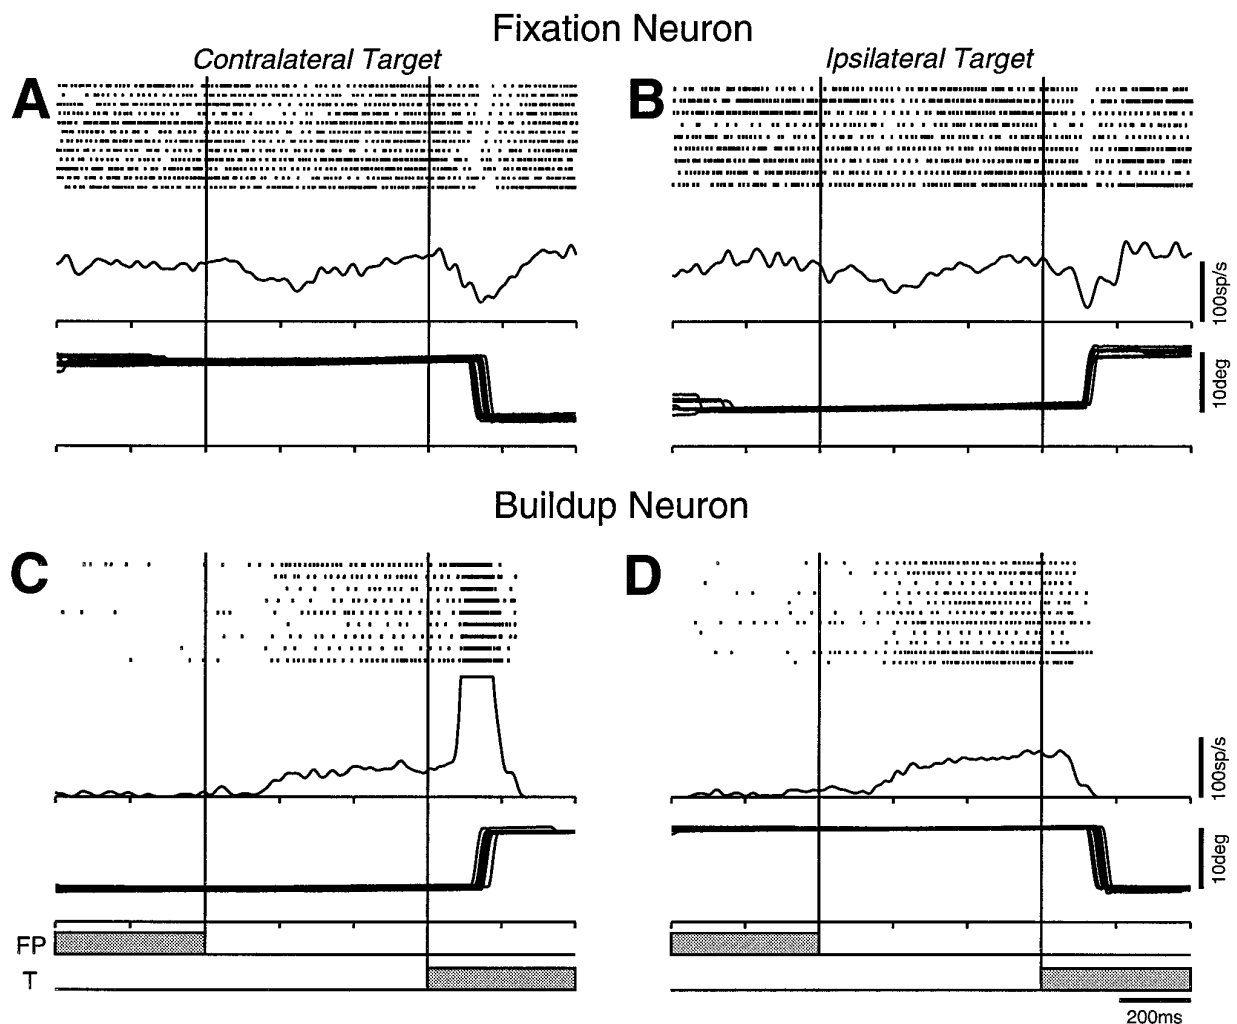 Fixation Neuron
Contralateral Target
Ipsilateral Target
A
B
100sp/s
10deg
Buildup Neuron
C
D
100sp/s
10deg
FP
T
200ms